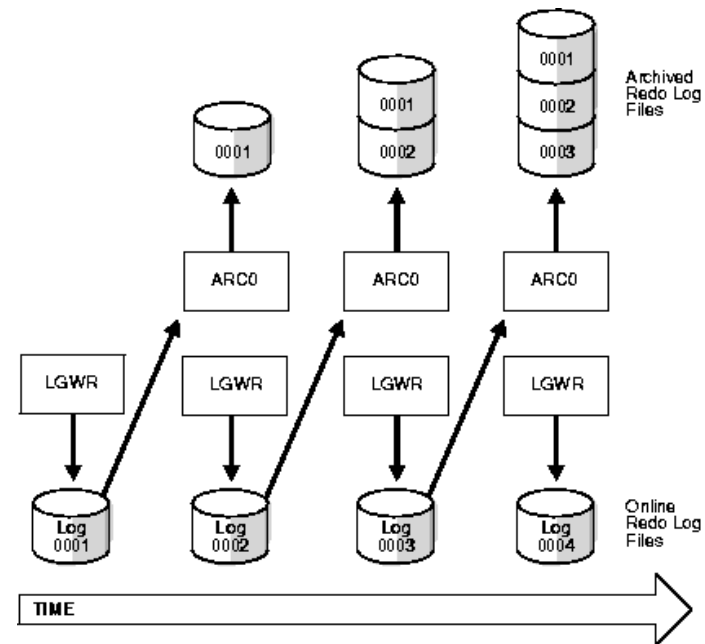 0001
Archived
Redo Log
Files
0001
0002
0003
0001
0002
0001
ARC0
ARC0
ARC0
LGWR
LGWR
LGWR
LGWR
Log
0001
Log
0002
Log
0003
Log
0004
Online
Redo Log
Files
TIME